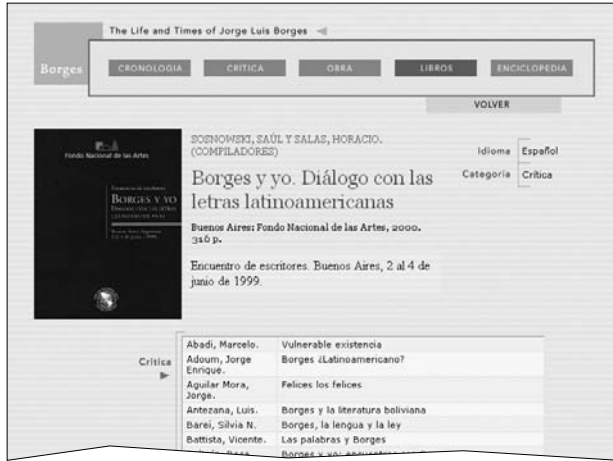 The Life and Times of Jorge Luis Borges
Borges
CRONOLOGIA CRITICA OBRA LIBROS ENCICLOPEDIA
VOLVER
Fondo Nacional de las Artes
BORGES Y YO
SOSNOWSKI, SAÚL Y SALAS, HORACIO.
(COMPILADORES)
Borges y yo. Diálogo con las
letras latinoamericanas
Buenos Aires: Fondo Nacional de las Artes, 2000.
316 p.
Encuentro de escritores. Buenos Aires, 2 al 4 de
junio de 1999.
Idioma Español
Categoría Crítica
Crítica
Abadi, Marcelo. Vulnerable existencia
Adoum, Jorge Borges ¿Latinoamericano?
Enrique.
Aguilar Mora, Felices los felices
Jorge.
Antezana, Luis. Borges y la literatura boliviana
Barei, Silvia N. Borges, la lengua y la ley
Battista, Vicente. Las palabras y Borges
Borges y yo: encuentros